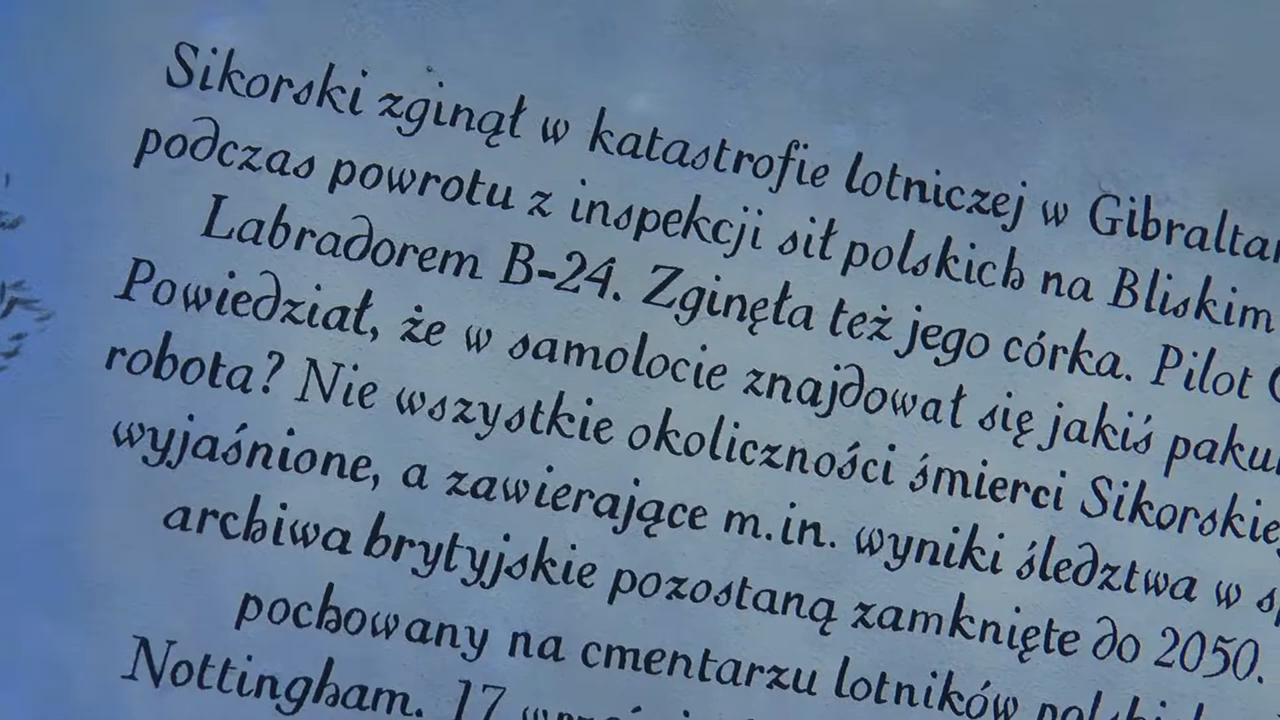 Sikorski zginął w katastrofie lotniczej w Gibraltar
podczas powrotu z inspekcji sił polskich na Bliskim
Labradorem B-24. Zginęła też jego córka. Pilot
Powiedział, że w samolocie znajdował się jakiś
robota? Nie wszystkie okoliczności śmierci
wyjaśnione, a zawierające m.in. wyniki śledztwa w
archiwa brytyjskie pozostaną zamknięte do 2050.
pochowany na cmentarzu lotników
Nottingham. 17